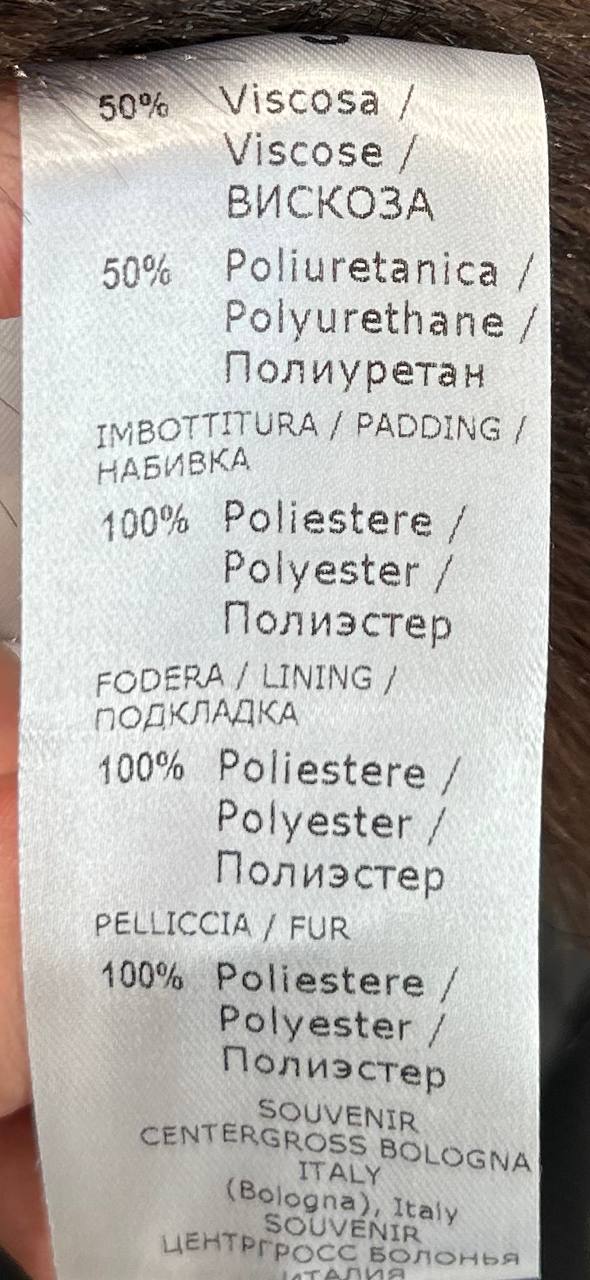 50% Viscosa /
Viscose /
ВИСКОЗА
50% Poliuretanica /
Polyurethane /
Полиуретан
IMBOTTITURA / PADDING /
НАБИВКА
100% Poliestere /
Polyester /
Полиэстер
FODERA / LINING /
ПОДКЛАДКА
100% Poliestere /
Polyester /
Полиэстер
PELLICCIA / FUR
100% Poliestere /
Polyester /
Полиэстер
SOUVENIR
CENTERGROSS BOLOGNA
ITALY
(Bologna), Italy
SOUVENIR
ЦЕНТРГРОСС БОЛОНЬЯ
ИТАЛИЯ